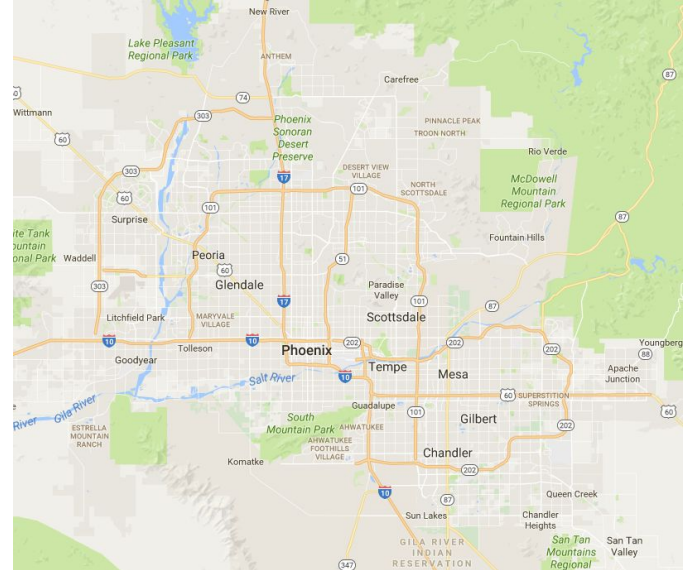 New River
Lake Pleasant
Regional Park
ANTHEM
87
Carefree
74
Wittmann
303
Phoenix
Sonoran
Desert
Preserve
PINNACLE PEAK
TROON NORTH
60
Rio Verde
303
DESERT VIEW
VILLAGE
17
101
NORTH
SCOTTSDALE
McDowell
Mountain
Regional Park
60
101
Surprise
87
ite Tank
ountain
onal Park
Waddell
Peoria
Fountain Hills
51
60
Glendale
Paradise
Valley
303
17
101
87
Litchfield Park
MARYVALE
VILLAGE
Scottsdale
10
10
202
202
Youngberg
Goodyear
Tolleson
Phoenix
202
88
Tempe
Mesa
Apache
Junction
Salt River
10
60
SUPERSTITION
SPRINGS
60
Gila River
River
Guadalupe
101
Gilbert
South
Mountain Park
202
ESTRELLA
MOUNTAIN
RANCH
AHWATUKEE
AHWATUKEE
FOOTHILLS
VILLAGE
Chandler
Komatke
202
10
87
Queen Creek
Sun Lakes
Chandler
Heights
GILA RIVER
INDIAN
RESERVATION
San Tan
Mountains
Regional
San Tan
Valley
347